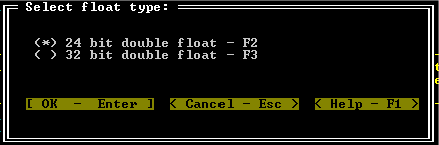 Select float type:
(*) 24 bit double float - F2
( ) 32 bit double float - F3
[ OK - Enter ] < Cancel - Esc > < Help - F1 >